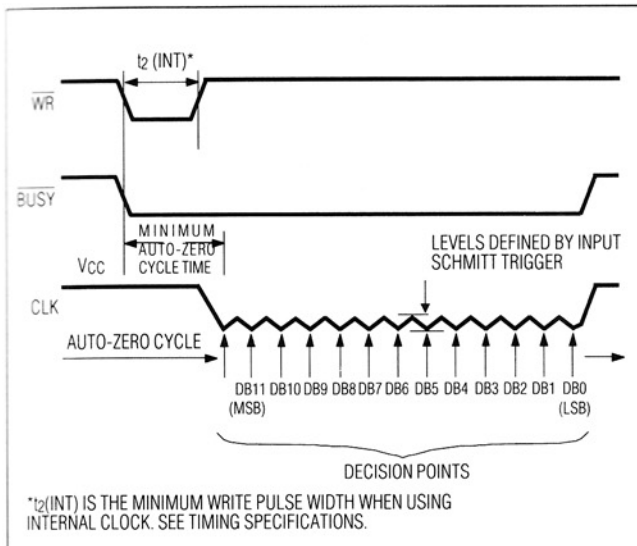 t2 (INT)*
WR
BUSY
MINIMUM
AUTO-ZERO
CYCLE TIME
LEVELS DEFINED BY INPUT
SCHMITT TRIGGER
VCC
CLK
AUTO-ZERO CYCLE
DB11 DB10 DB9 DB8 DB7 DB6 DB5 DB4 DB3 DB2 DB1 DB0
(MSB) (LSB)
DECISION POINTS
*t2(INT) IS THE MINIMUM WRITE PULSE WIDTH WHEN USING
INTERNAL CLOCK. SEE TIMING SPECIFICATIONS.